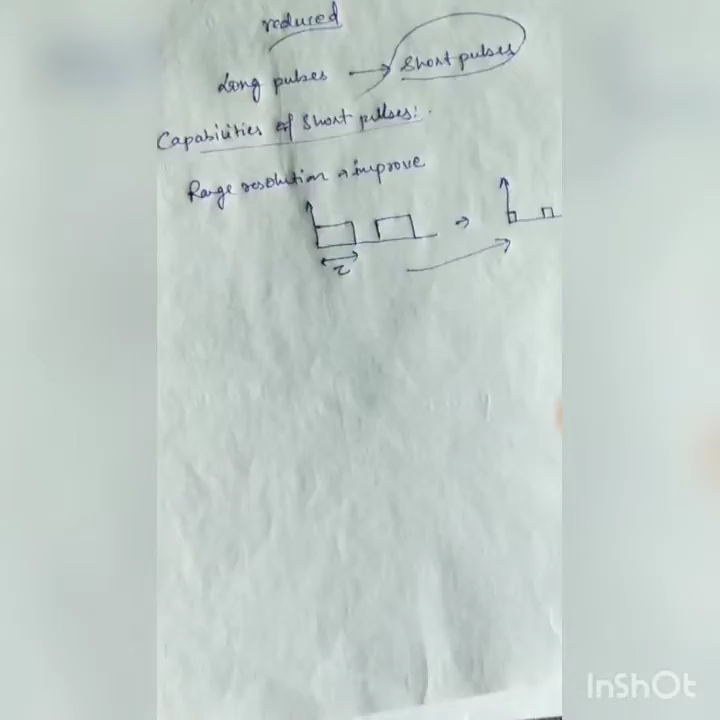 reduced
Long pulses → Short pulses
Capabilities of Short pulses:
Range resolution → improve
τ
InShOt